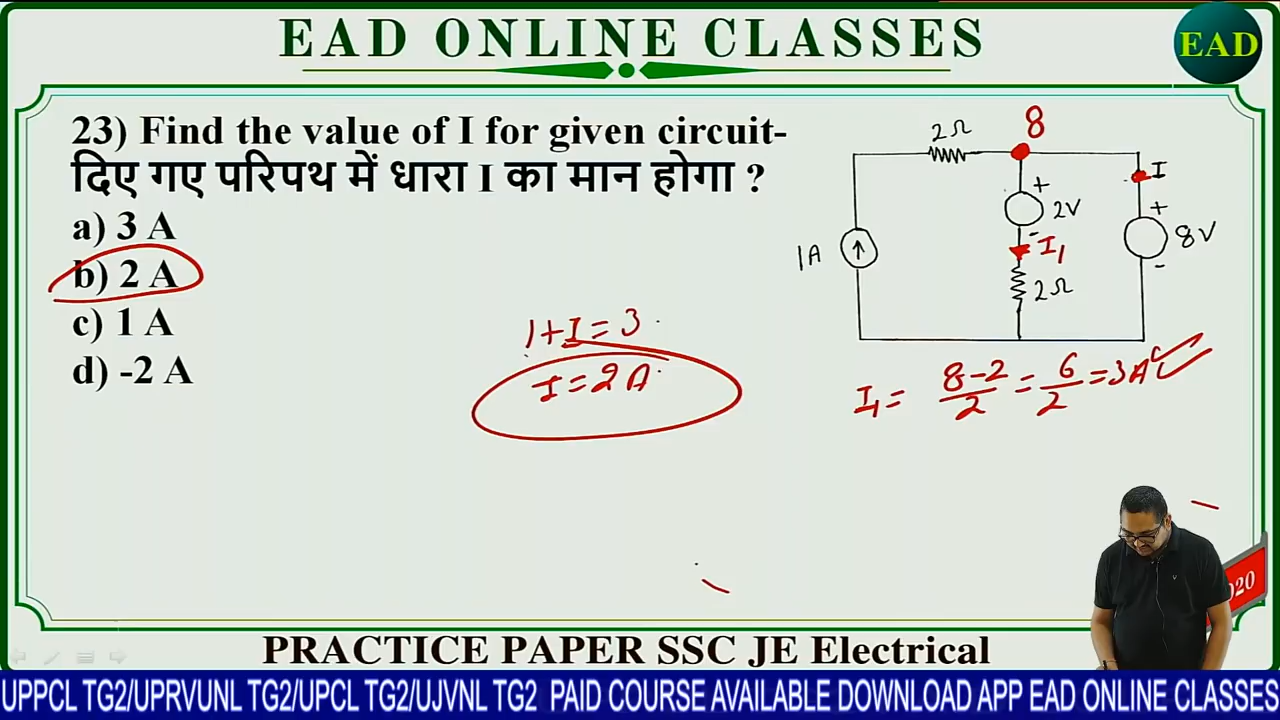 EAD ONLINE CLASSES
EAD
23) Find the value of I for given circuit-
दिए गए परिपथ में धारा I का मान होगा ?
a) 3 A
b) 2 A
c) 1 A
d) -2 A
2Ω
8
I
+
2V
-
+
8V
-
1A
I1
2Ω
1+I=3
I=2A
I1= 8-2/2 = 6/2 =3A
020
PRACTICE PAPER SSC JE Electrical
UPPCL TG2/UPRVUNL TG2/UPCL TG2/UJVNL TG2 PAID COURSE AVAILABLE DOWNLOAD APP EAD ONLINE CLASSES